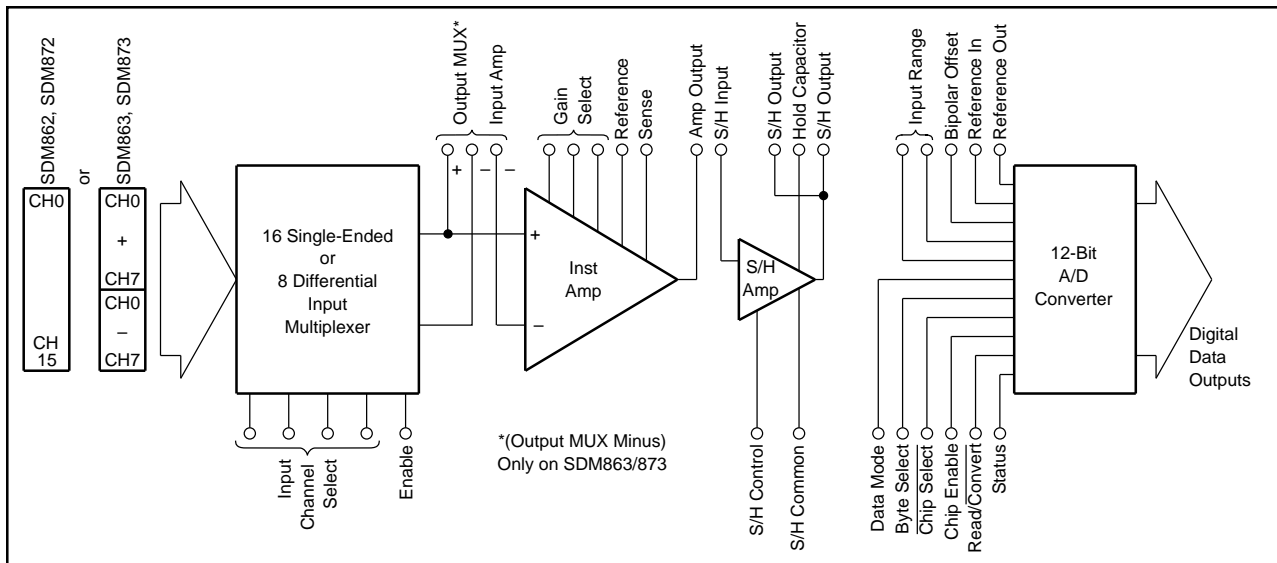 SDM862, SDM872
or
SDM863, SDM873
CH0
CH
15
CH0
+
CH7
CH0
–
CH7
16 Single-Ended
or
8 Differential
Input
Multiplexer
Input
Channel
Select
Enable
Output MUX*
Input Amp
+
–
–
Gain
Select
Reference
Sense
+
–
Inst
Amp
*(Output MUX Minus)
Only on SDM863/873
Amp Output
S/H Input
S/H Output
Hold Capacitor
S/H Output
S/H
Amp
S/H Control
S/H Common
Input Range
Bipolar Offset
Reference In
Reference Out
12-Bit
A/D
Converter
Digital
Data
Outputs
Data Mode
Byte Select
Chip Select
Chip Enable
Read/Convert
Status